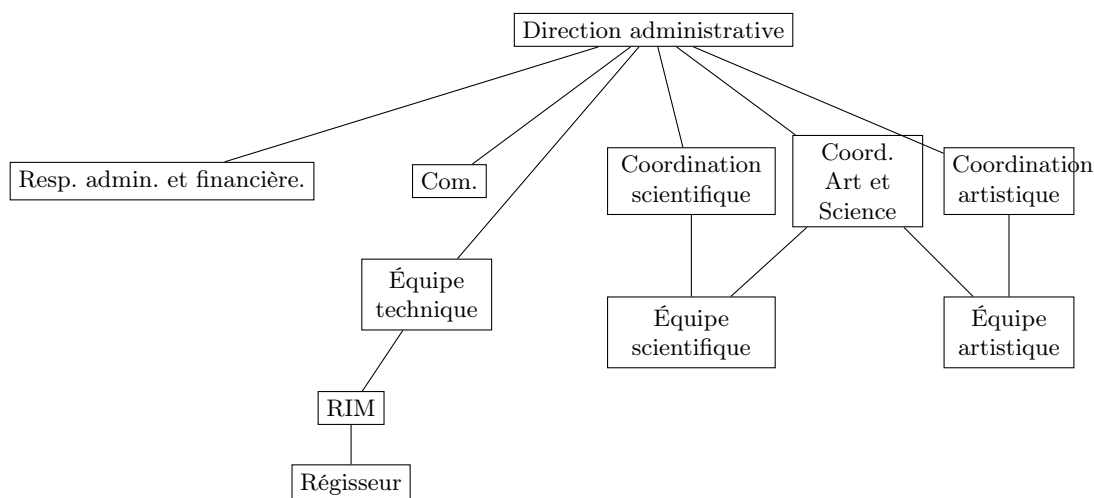 Direction administrative
Resp. admin. et financière.
Com.
Coordination
scientifique
Coord.
Art et
Science
Coordination
artistique
Équipe
technique
Équipe
scientifique
Équipe
artistique
RIM
Régisseur